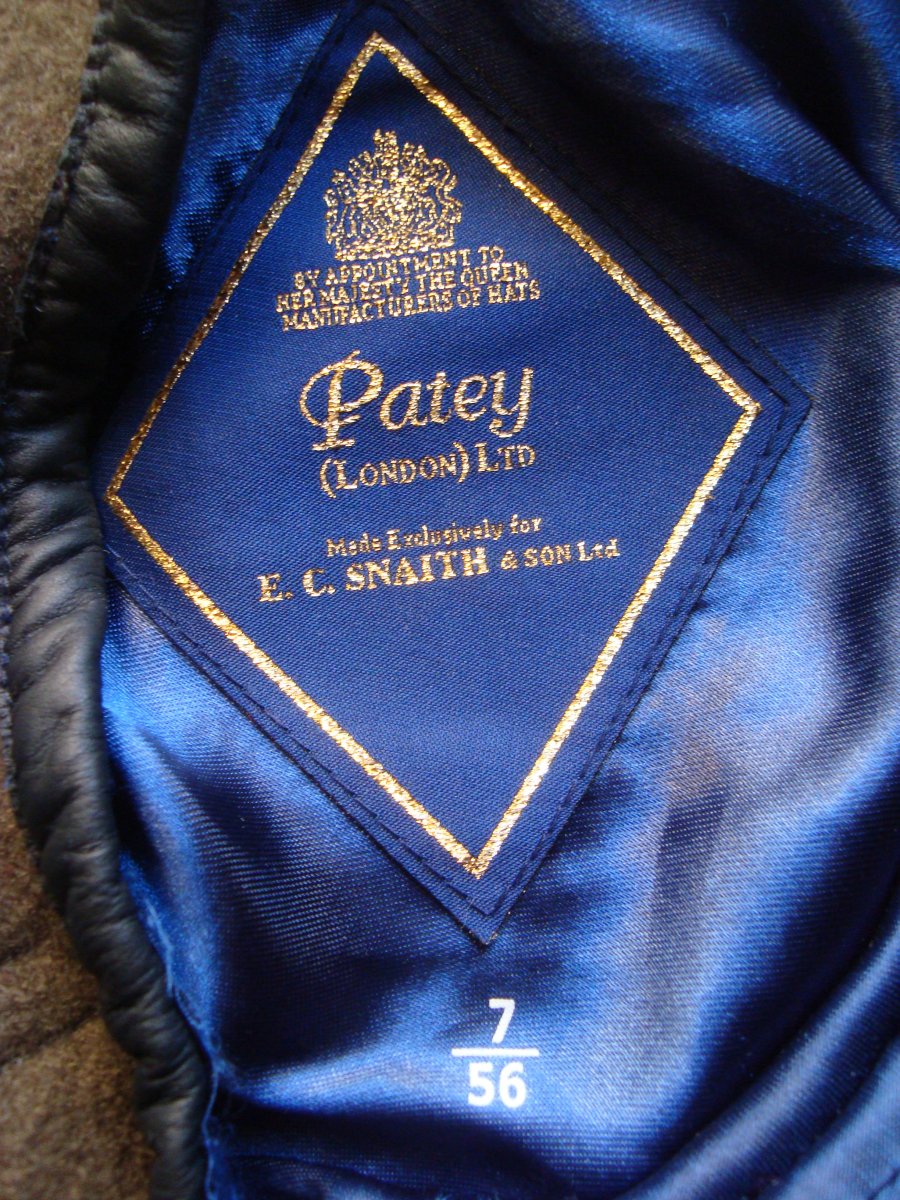 BY APPOINTMENT TO
HER MAJESTY THE QUEEN
MANUFACTURERS OF HATS
Patey
(LONDON) LTD
Made Exclusively for
E. C. SNAITH & SON Ltd
7
56